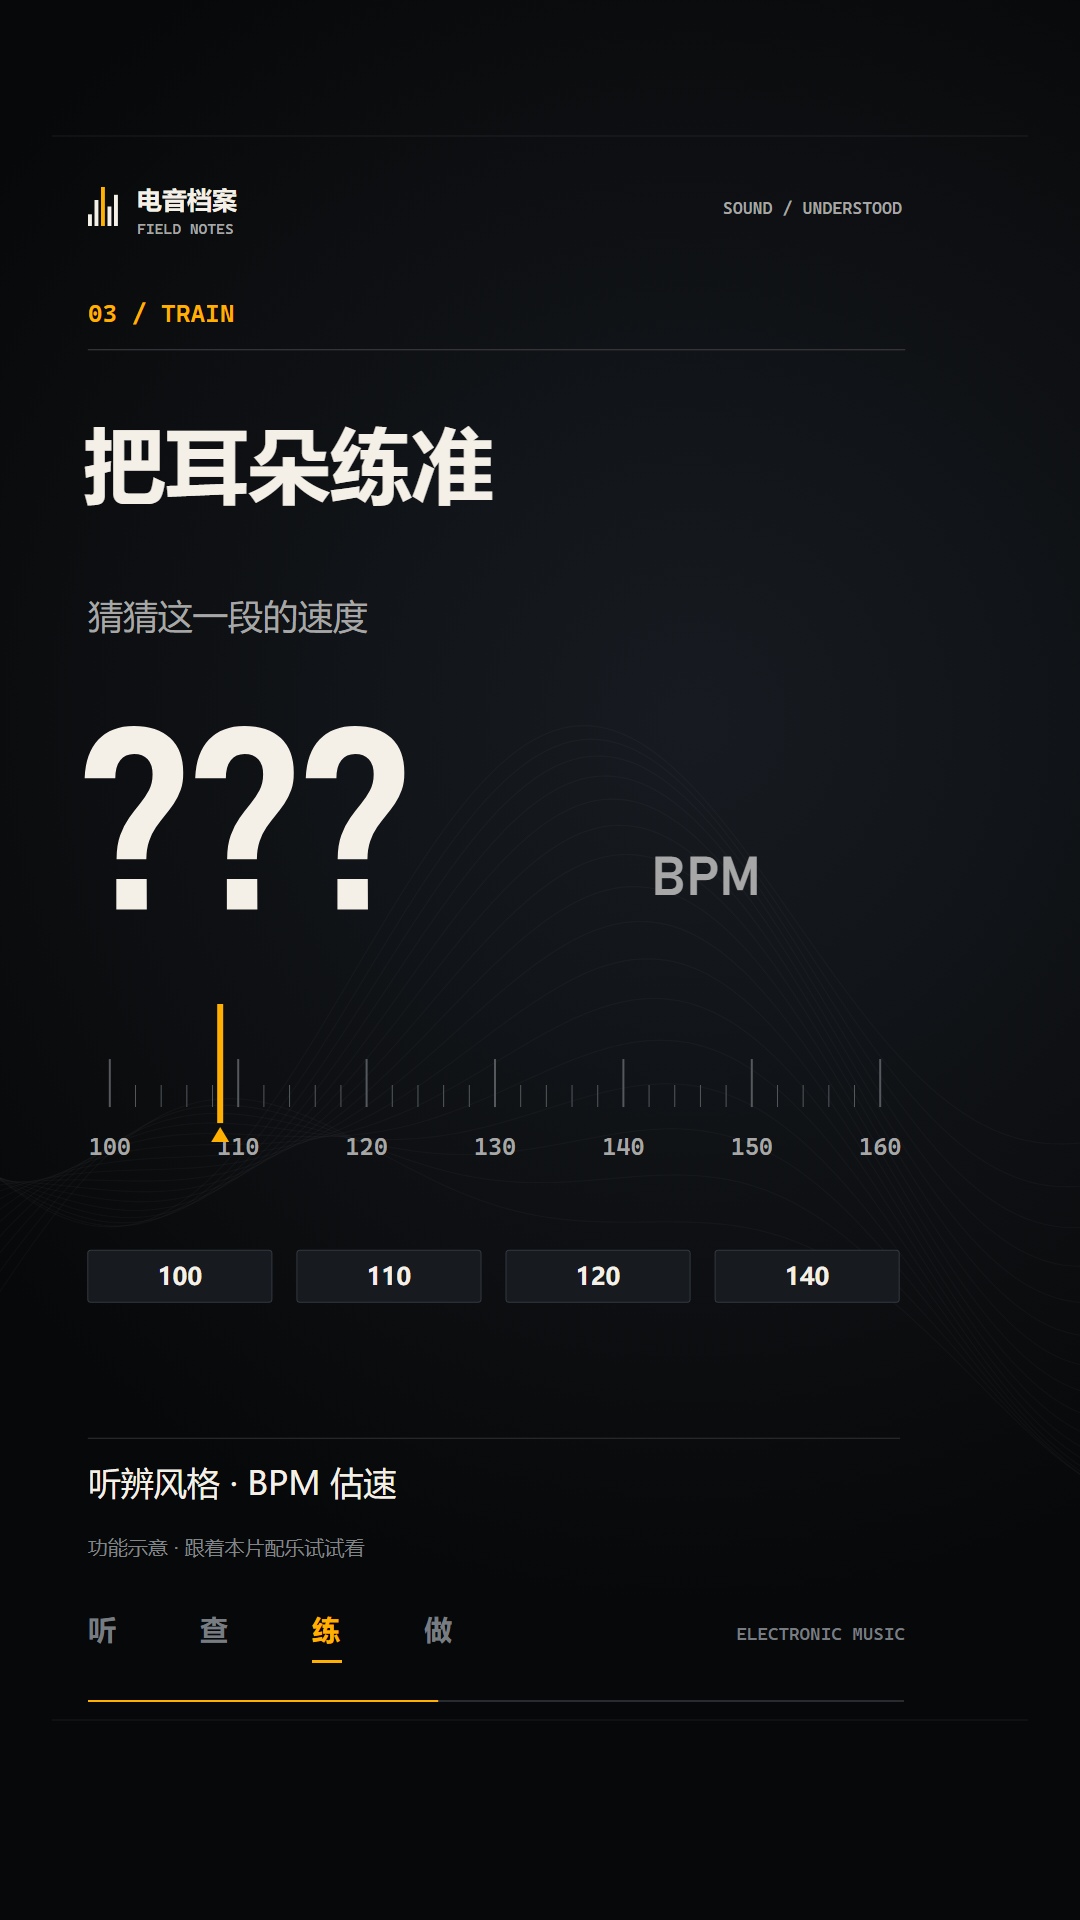 电音档案
FIELD NOTES
SOUND / UNDERSTOOD
03 / TRAIN
把耳朵练准
猜猜这一段的速度
???
BPM
100 110 120 130 140 150 160
100 110 120 140
听辨风格 · BPM 估速
功能示意 · 跟着本片配乐试试看
听 查 练 做
ELECTRONIC MUSIC